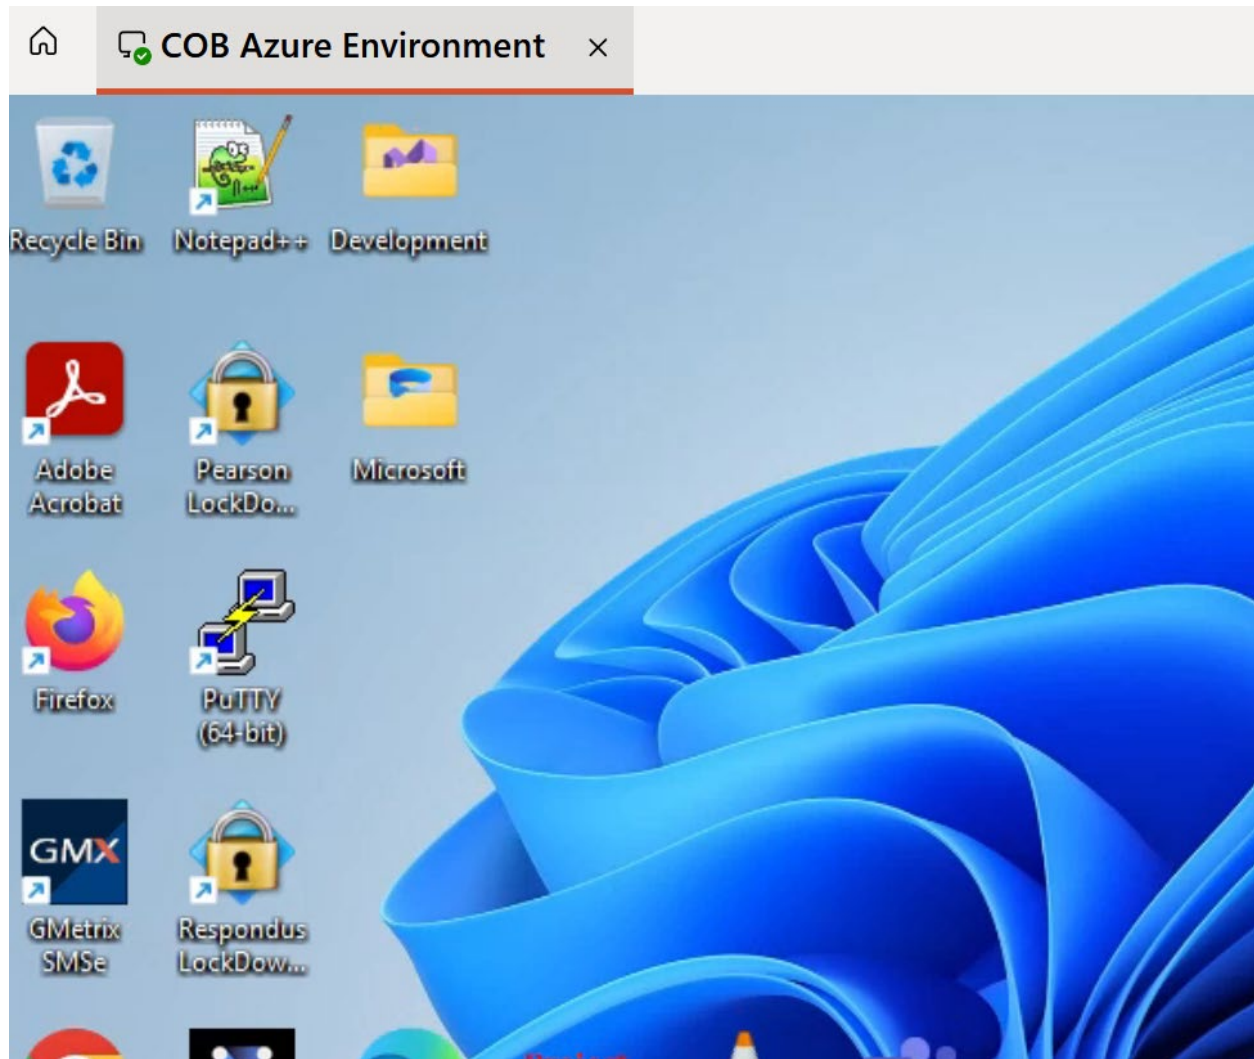 COB Azure Environment
Recycle Bin
Notepad++
Development
Adobe
Acrobat
Pearson
LockDo...
Microsoft
Firefox
PuTTY
(64-bit)
GMX
GMetrix
SMSe
Respondus
LockDow...